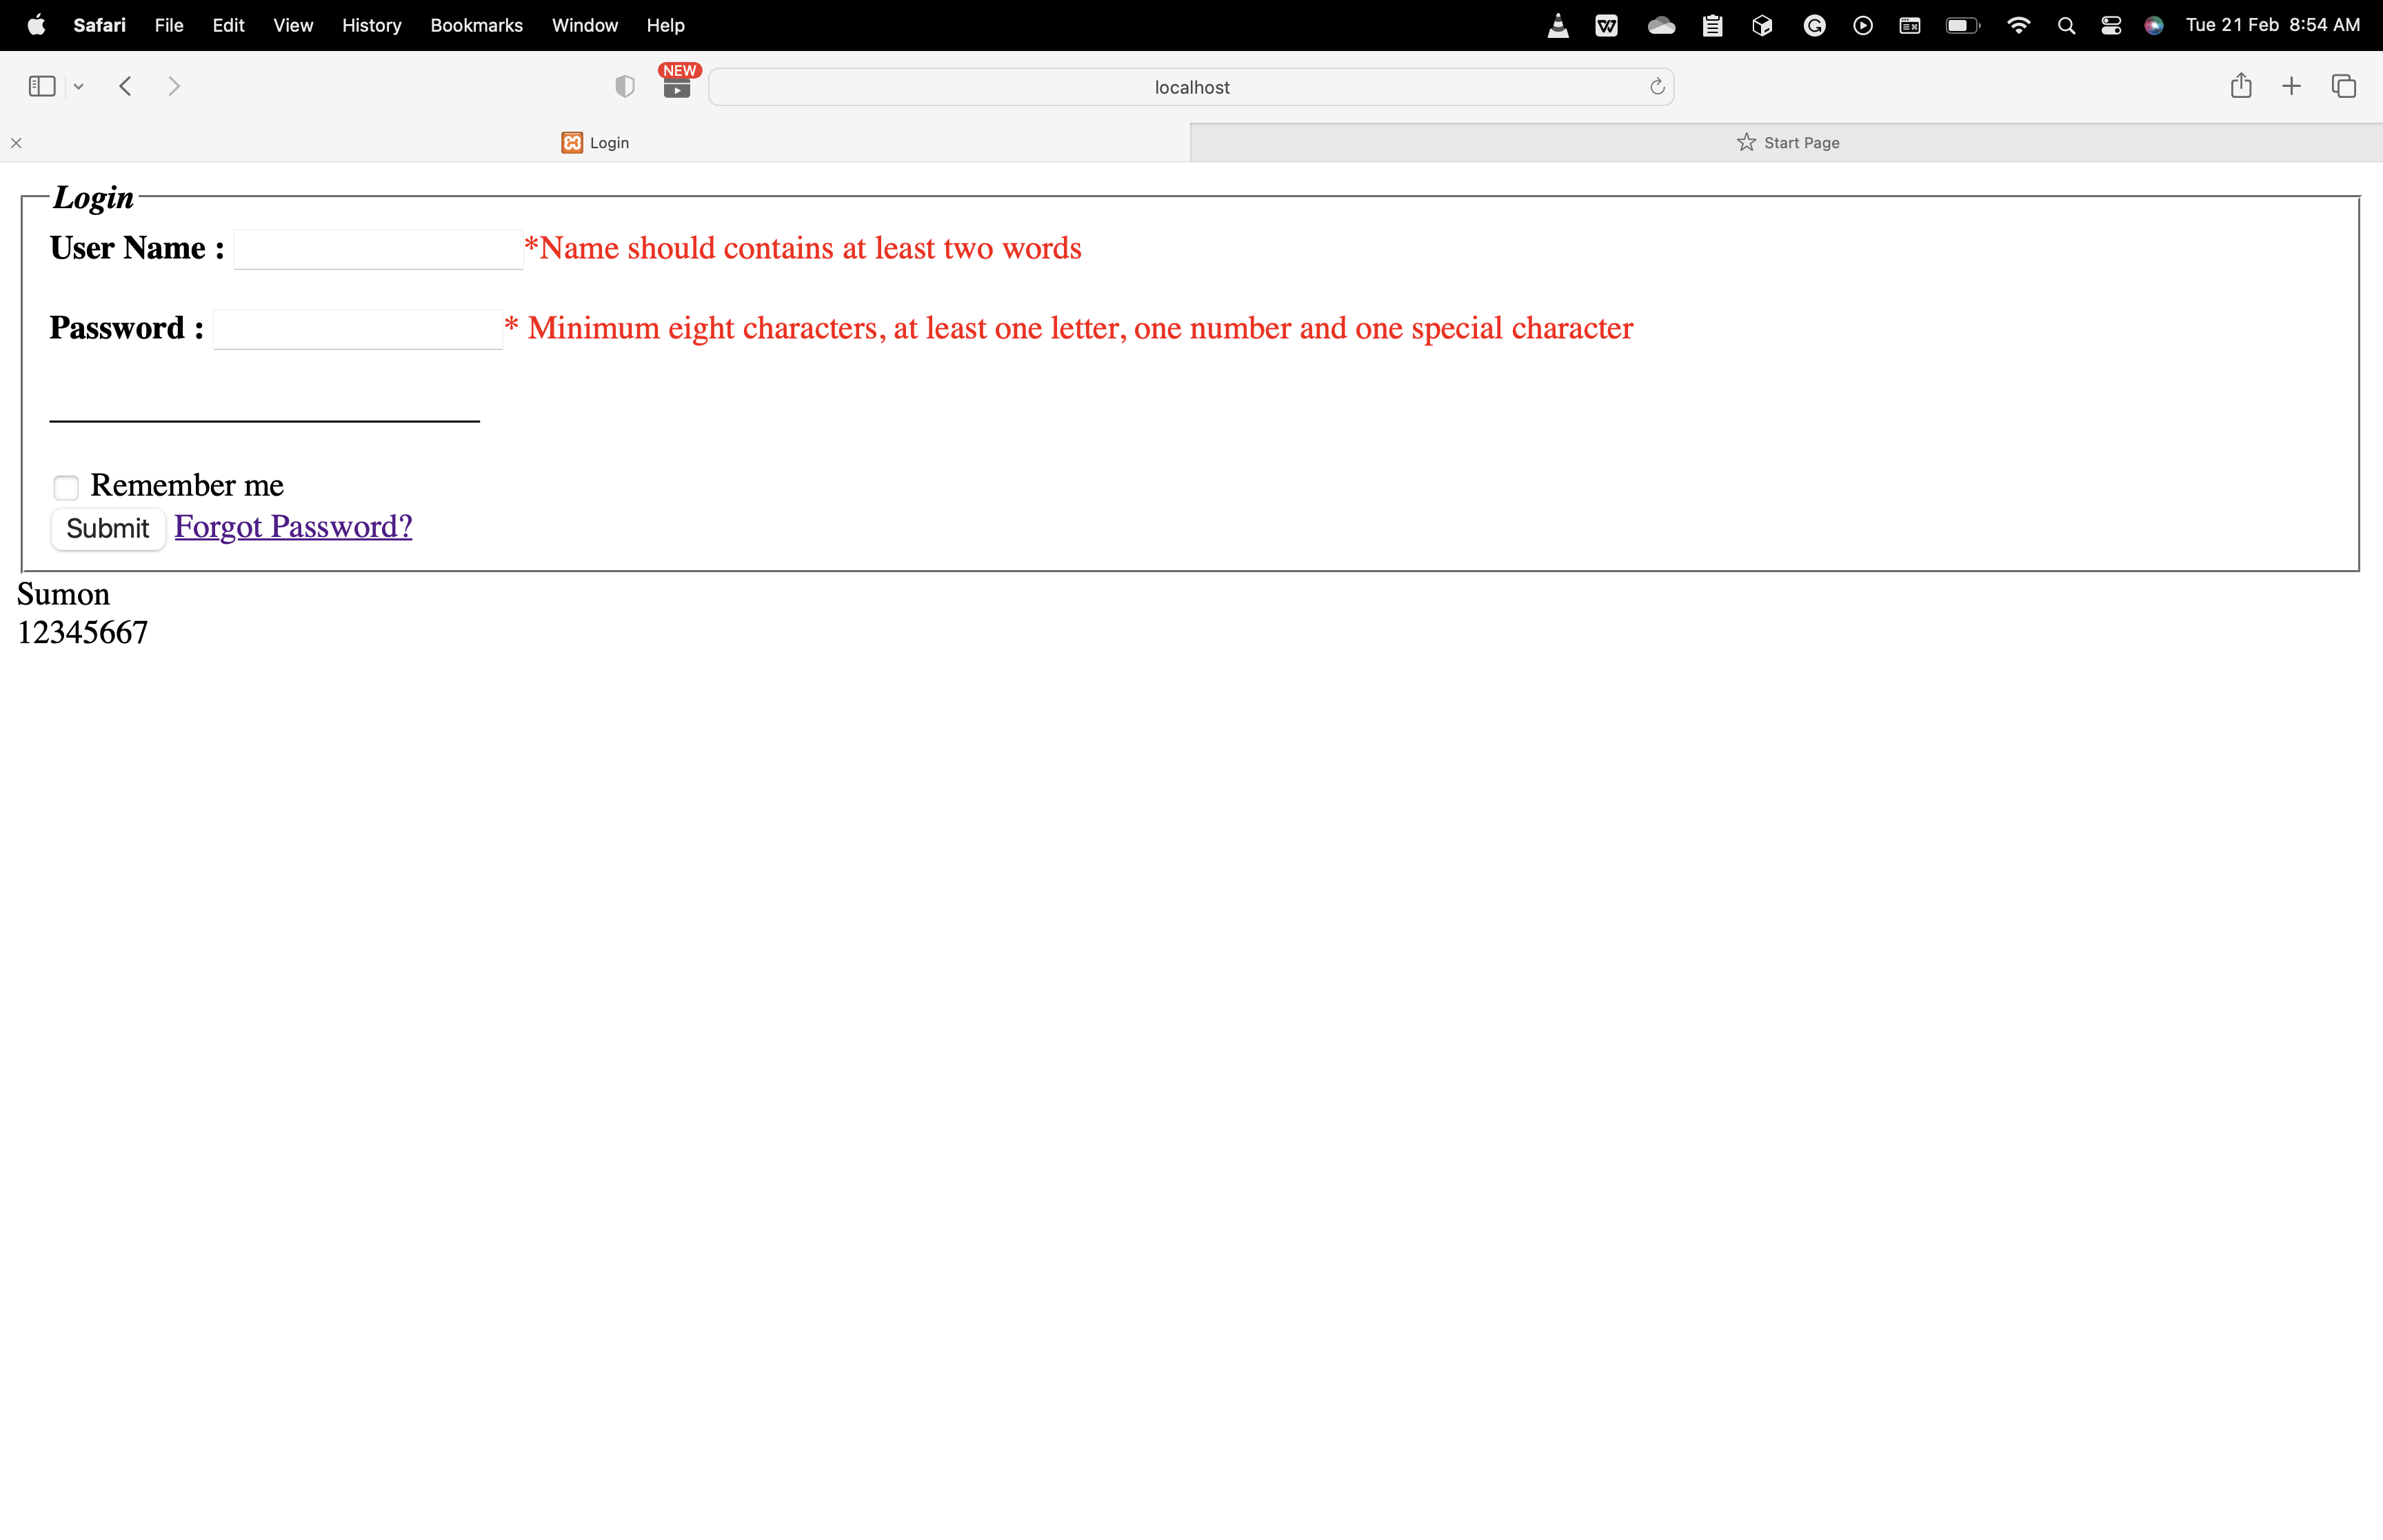 Safari File Edit View History Bookmarks Window Help Tue 21 Feb 8:54 AM
NEW
localhost
Login Start Page
Login
User Name : *Name should contains at least two words
Password : * Minimum eight characters, at least one letter, one number and one special character
Remember me
Submit Forgot Password?
Sumon
12345667